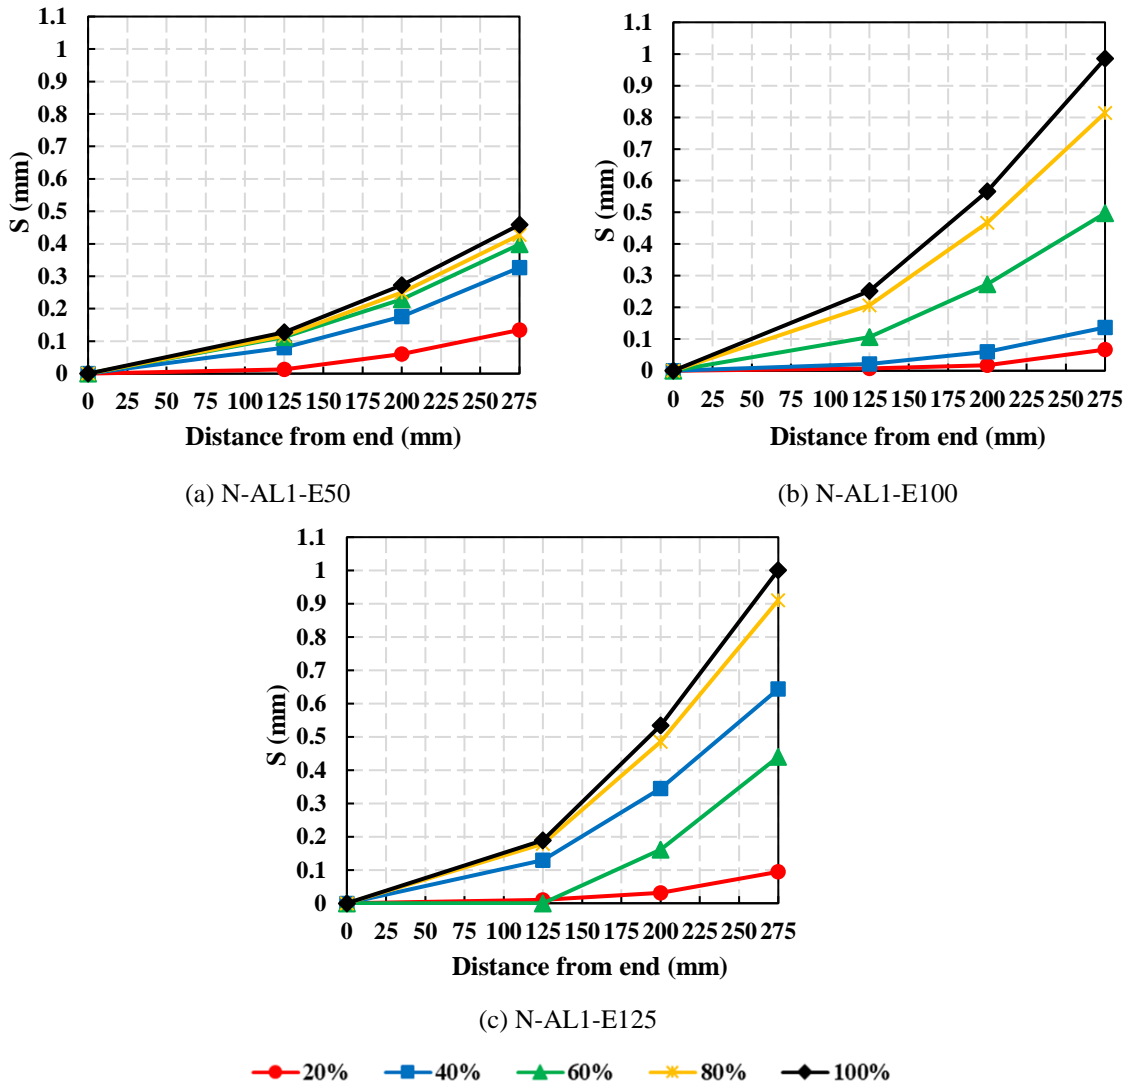 1.1
1
0.9
0.8
0.7
0.6
0.5
0.4
0.3
0.2
0.1
0
S (mm)
0 25 50 75 100 125 150 175 200 225 250 275
Distance from end (mm)
(a) N-AL1-E50
1.1
1
0.9
0.8
0.7
0.6
0.5
0.4
0.3
0.2
0.1
0
S (mm)
0 25 50 75 100 125 150 175 200 225 250 275
Distance from end (mm)
(b) N-AL1-E100
1.1
1
0.9
0.8
0.7
0.6
0.5
0.4
0.3
0.2
0.1
0
S (mm)
0 25 50 75 100 125 150 175 200 225 250 275
Distance from end (mm)
(c) N-AL1-E125
20% 40% 60% 80% 100%